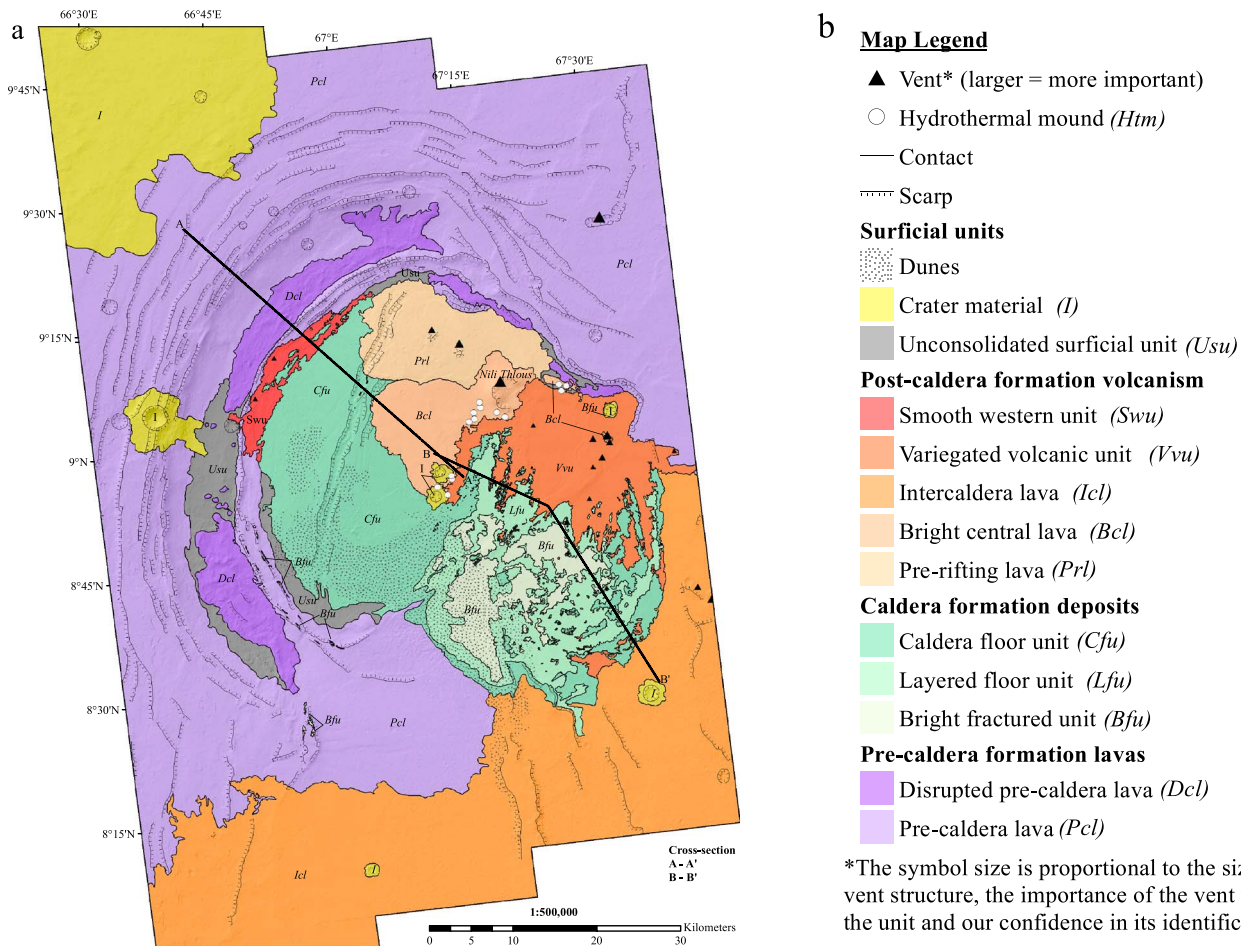 a
66°30'E
66°45'E
67°E
67°15'E
67°30'E
9°45'N
9°30'N
9°15'N
9°N
8°45'N
8°30'N
8°15'N
I
Pcl
A
Pcl
Usu
Dcl
Prl
Nili Tholus
Cfu
Bcl
Swu
I
Bfu
I
Bcl
B
I
Vvu
Usu
Lfu
Cfu
Bfu
Bfu
Dcl
Usu
Bfu
Bfu
B'
I
Bfu
Pcl
Icl
I
Cross-section
A - A'
B - B'
1:500,000
Kilometers
0 5 10 20 30
b
Map Legend
Vent* (larger = more important)
Hydrothermal mound (Htm)
Contact
Scarp
Surficial units
Dunes
Crater material (I)
Unconsolidated surficial unit (Usu)
Post-caldera formation volcanism
Smooth western unit (Swu)
Variegated volcanic unit (Vvu)
Intercaldera lava (Icl)
Bright central lava (Bcl)
Pre-rifting lava (Prl)
Caldera formation deposits
Caldera floor unit (Cfu)
Layered floor unit (Lfu)
Bright fractured unit (Bfu)
Pre-caldera formation lavas
Disrupted pre-caldera lava (Dcl)
Pre-caldera lava (Pcl)
*The symbol size is proportional to the siz
vent structure, the importance of the vent
the unit and our confidence in its identific